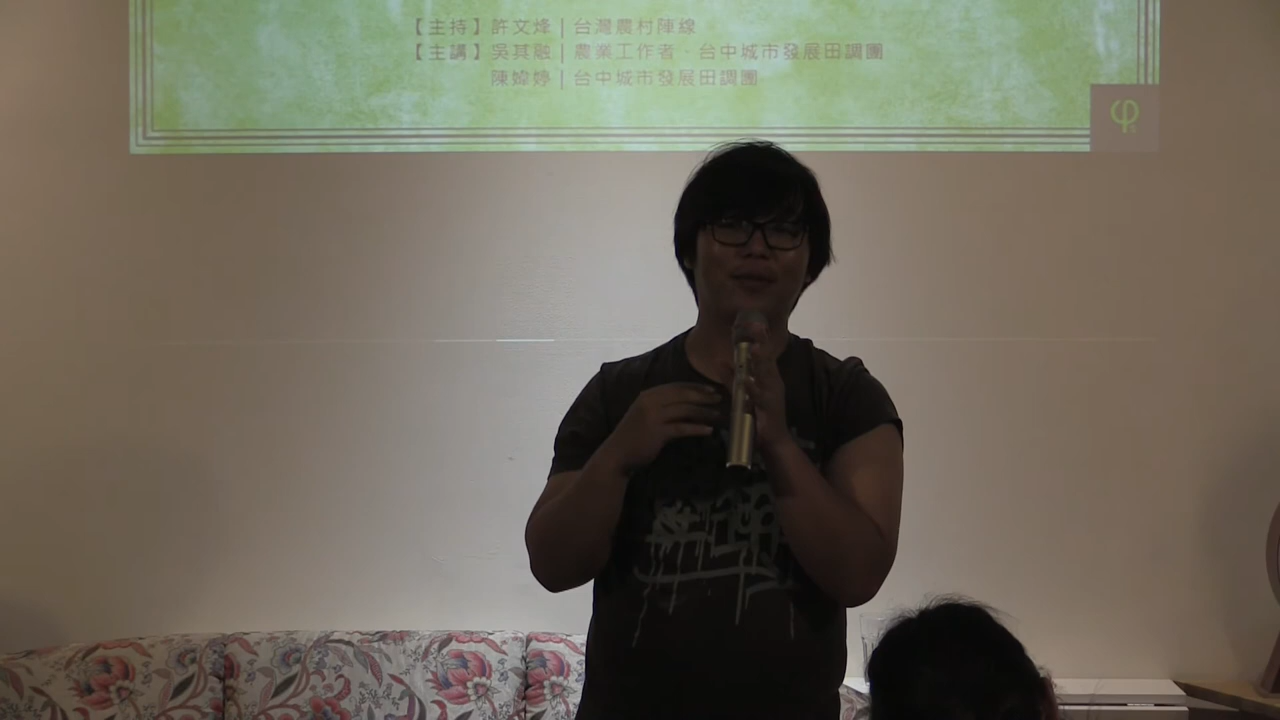 【主持】許文烽｜台灣農村陣線
【主講】吳其融｜農業工作者、台中城市發展田調團
陳嬿婷｜台中城市發展田調團
φ